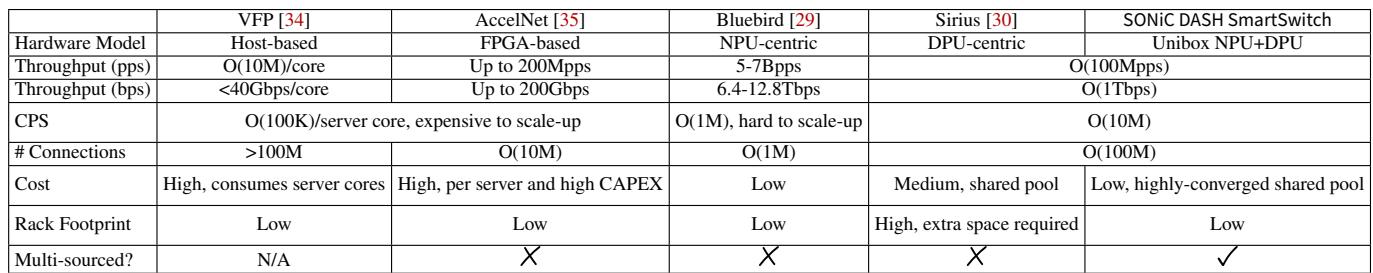 VFP [34] AccelNet [35] Bluebird [29] Sirius [30] SONiC DASH SmartSwitch
Hardware Model Host-based FPGA-based NPU-centric DPU-centric Unibox NPU+DPU
Throughput (pps) O(10M)/core Up to 200Mpps 5-7Bpps O(100Mpps)
Throughput (bps) <40Gbps/core Up to 200Gbps 6.4-12.8Tbps O(1Tbps)
CPS O(100K)/server core, expensive to scale-up O(1M), hard to scale-up O(10M)
# Connections >100M O(10M) O(1M) O(100M)
Cost High, consumes server cores High, per server and high CAPEX Low Medium, shared pool Low, highly-converged shared pool
Rack Footprint Low Low Low High, extra space required Low
Multi-sourced? N/A ✗ ✗ ✗ ✓